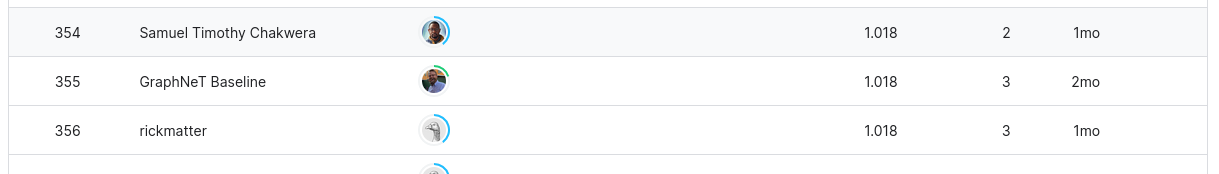 354 Samuel Timothy Chakwera 1.018 2 1mo
355 GraphNeT Baseline 1.018 3 2mo
356 rickmatter 1.018 3 1mo